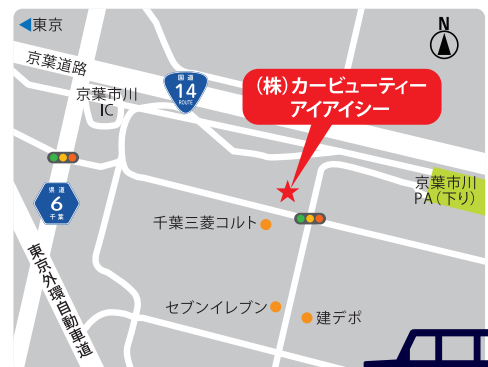 東京
N
京葉道路
京葉市川
IC
国道
14
ROUTE
(株)カービューティー
アイアイシー
京葉市川
PA(下り)
県道
6
千葉
千葉三菱コルト
東京外環自動車道
セブンイレブン
建デポ